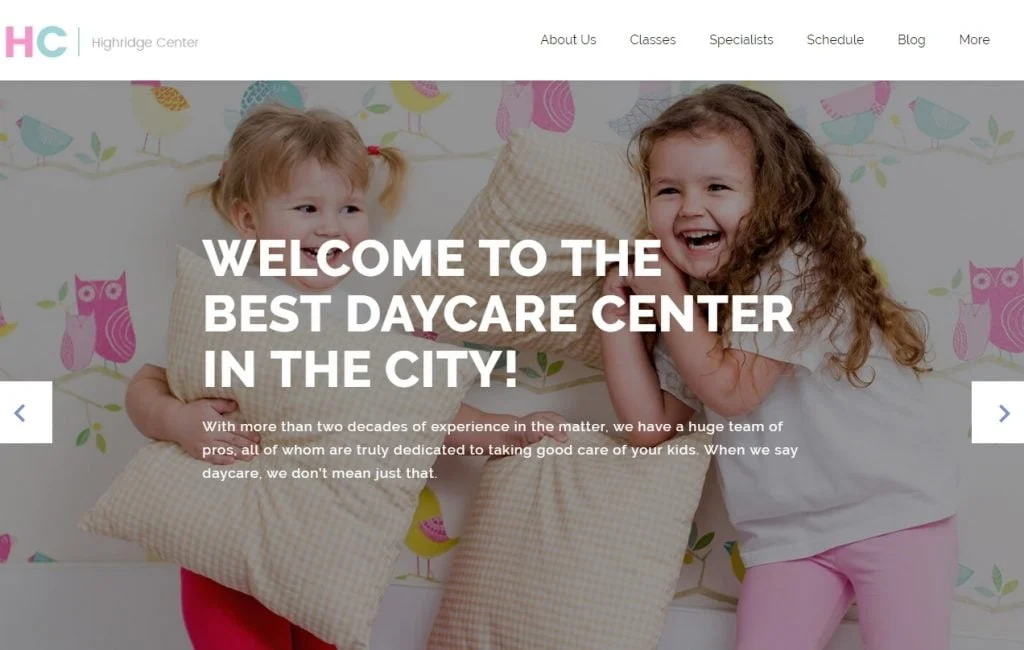 HC
Highridge Center
About Us
Classes
Specialists
Schedule
Blog
More
WELCOME TO THE
BEST DAYCARE CENTER
IN THE CITY!
With more than two decades of experience in the matter, we have a huge team of
pros, all of whom are truly dedicated to taking good care of your kids. When we say
daycare, we don't mean just that.